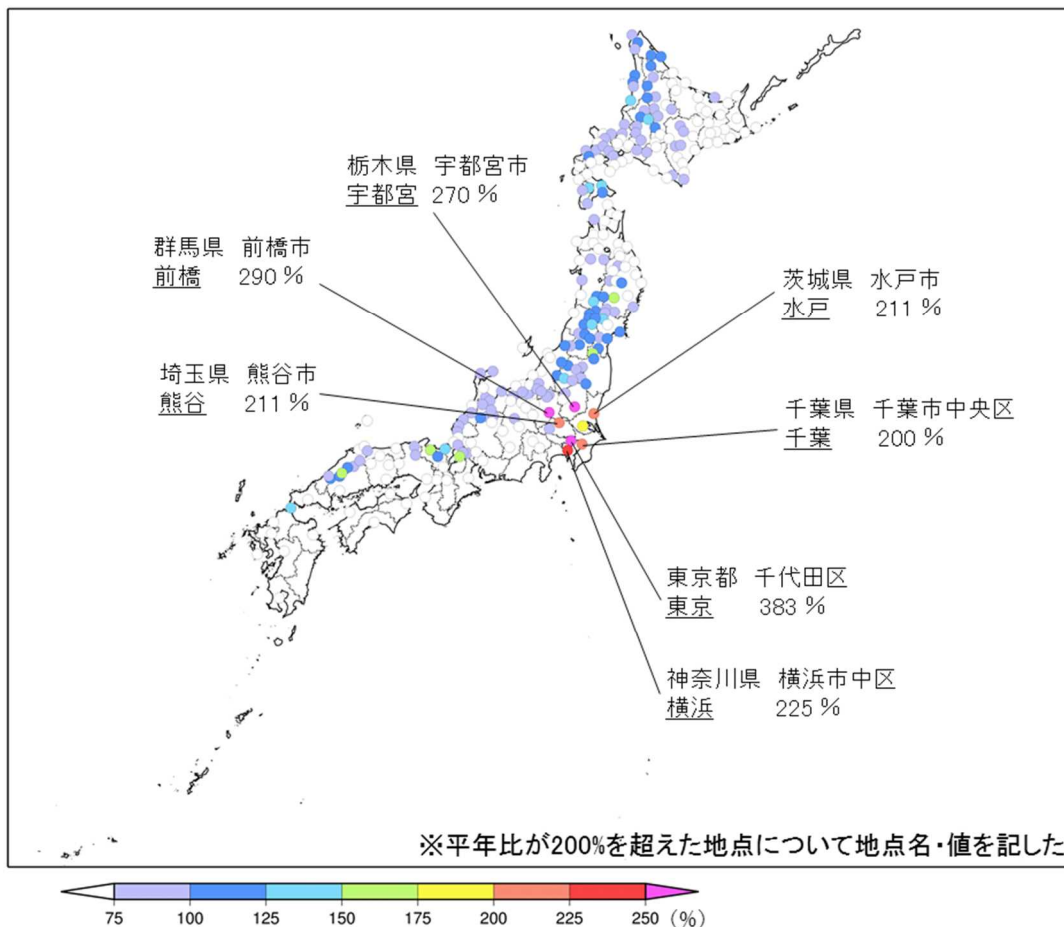 栃木県 宇都宮市
宇都宮 270 %
群馬県 前橋市
前橋 290 %
茨城県 水戸市
水戸 211 %
埼玉県 熊谷市
熊谷 211 %
千葉県 千葉市中央区
千葉 200 %
東京都 千代田区
東京 383 %
神奈川県 横浜市中区
横浜 225 %
※平年比が200%を超えた地点について地点名・値を記した
75 100 125 150 175 200 225 250 (%)